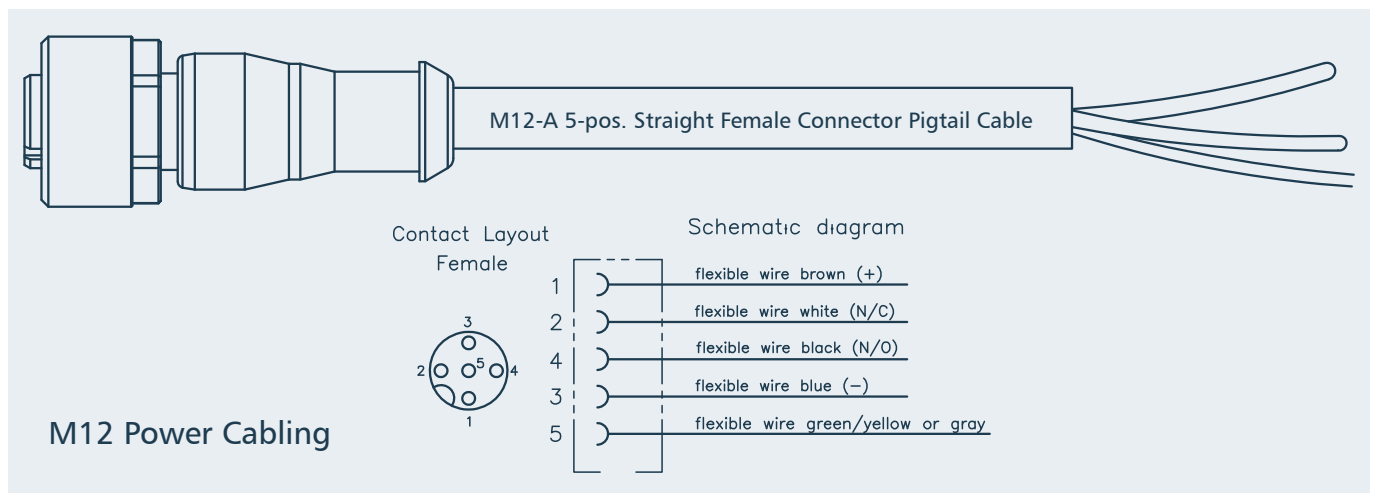 M12-A 5-pos. Straight Female Connector Pigtail Cable
Contact Layout
Female
3
2
5
4
1
Schematic diagram
1 flexible wire brown (+)
2 flexible wire white (N/C)
4 flexible wire black (N/O)
3 flexible wire blue (−)
5 flexible wire green/yellow or gray
M12 Power Cabling